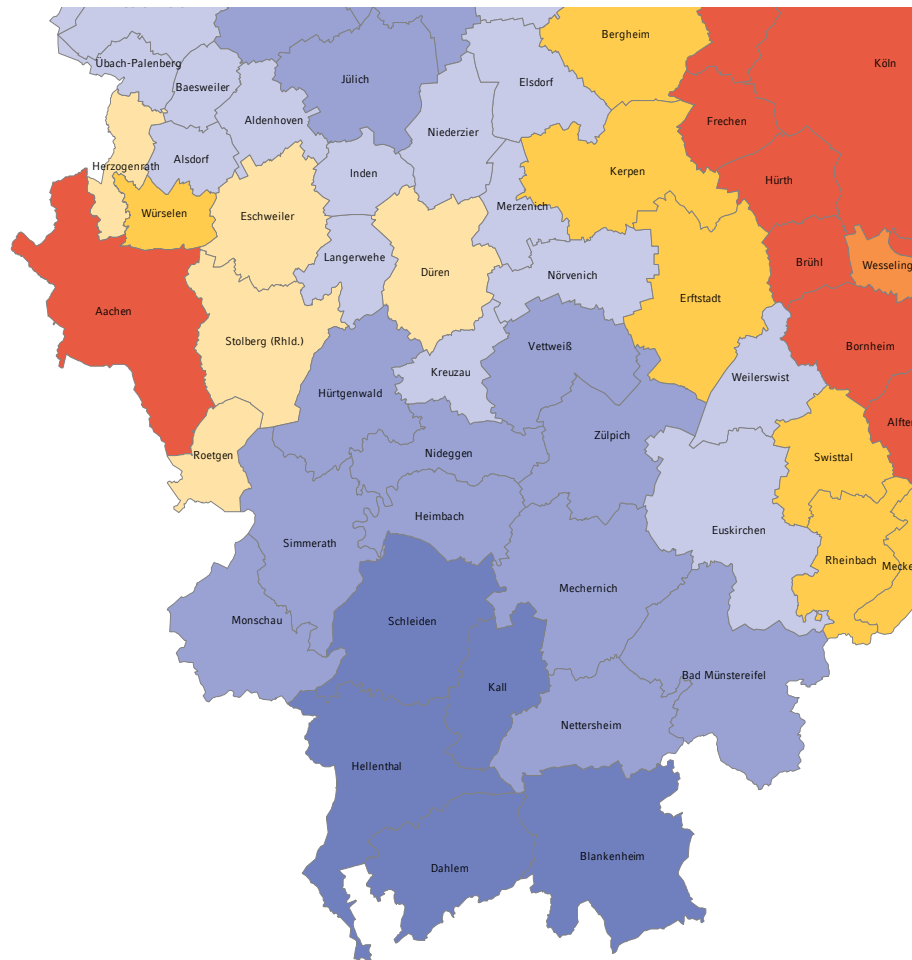 Bergheim
Köln
Übach-Palenberg
Jülich
Elsdorf
Baesweiler
Aldenhoven
Frechen
Niederzier
Alsdorf
Herzogenrath
Inden
Kerpen
Hürth
Merzenich
Würselen
Eschweiler
Langerwehe
Brühl
Wesseling
Düren
Nörvenich
Erftstadt
Aachen
Stolberg (Rhld.)
Vettweiß
Bornheim
Kreuzau
Weilerswist
Hürtgenwald
Alfter
Zülpich
Roetgen
Nideggen
Swisttal
Heimbach
Euskirchen
Simmerath
Rheinbach
Mecke
Mechernich
Monschau
Schleiden
Bad Münstereifel
Kall
Nettersheim
Hellenthal
Blankenheim
Dahlem